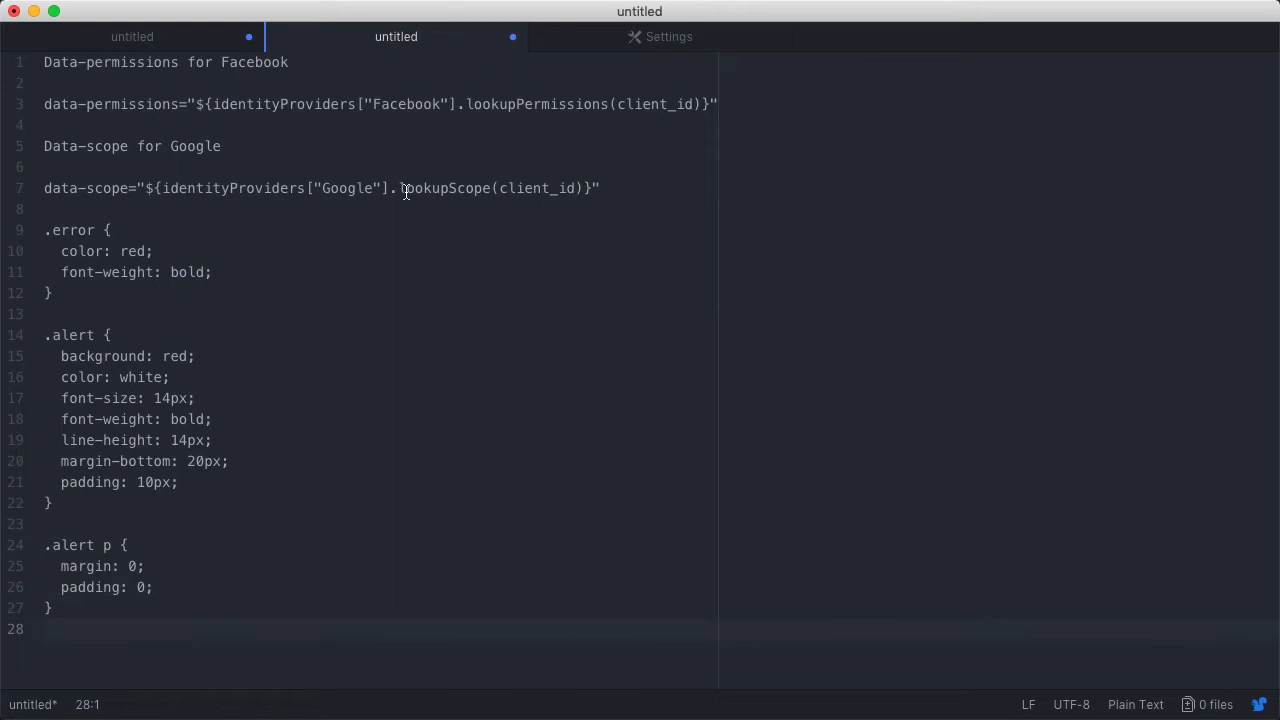 untitled
untitled
untitled
Settings
1 Data-permissions for Facebook
2
3 data-permissions="${identityProviders["Facebook"].lookupPermissions(client_id)}"
4
5 Data-scope for Google
6
7 data-scope="${identityProviders["Google"].lookupScope(client_id)}"
8
9 .error {
10   color: red;
11   font-weight: bold;
12 }
13
14 .alert {
15   background: red;
16   color: white;
17   font-size: 14px;
18   font-weight: bold;
19   line-height: 14px;
20   margin-bottom: 20px;
21   padding: 10px;
22 }
23
24 .alert p {
25   margin: 0;
26   padding: 0;
27 }
28
untitled* 28:1 LF UTF-8 Plain Text 0 files